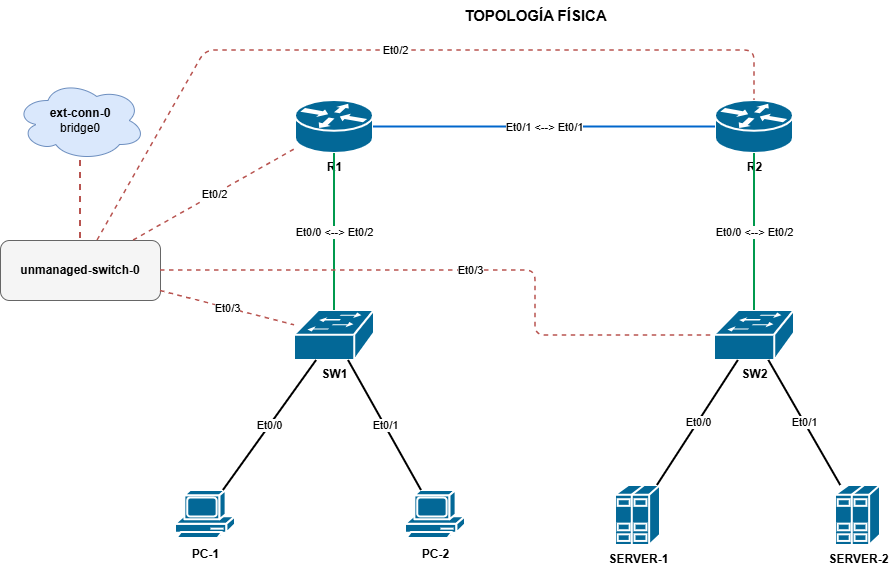 TOPOLOGÍA FÍSICA
Et0/2
ext-conn-0
bridge0
Et0/1 <--> Et0/1
R1
R2
Et0/2
Et0/0 <--> Et0/2
Et0/0 <--> Et0/2
unmanaged-switch-0
Et0/3
Et0/3
SW1
SW2
Et0/0
Et0/1
Et0/0
Et0/1
PC-1
PC-2
SERVER-1
SERVER-2